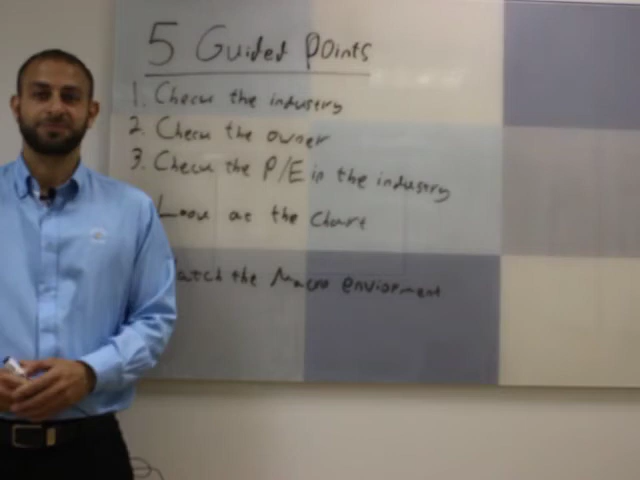 5 Guided Points
1. Check the industry
2. Check the owner
3. Check the P/E in the industry
Look at the Chart
atch the Macro enviorment